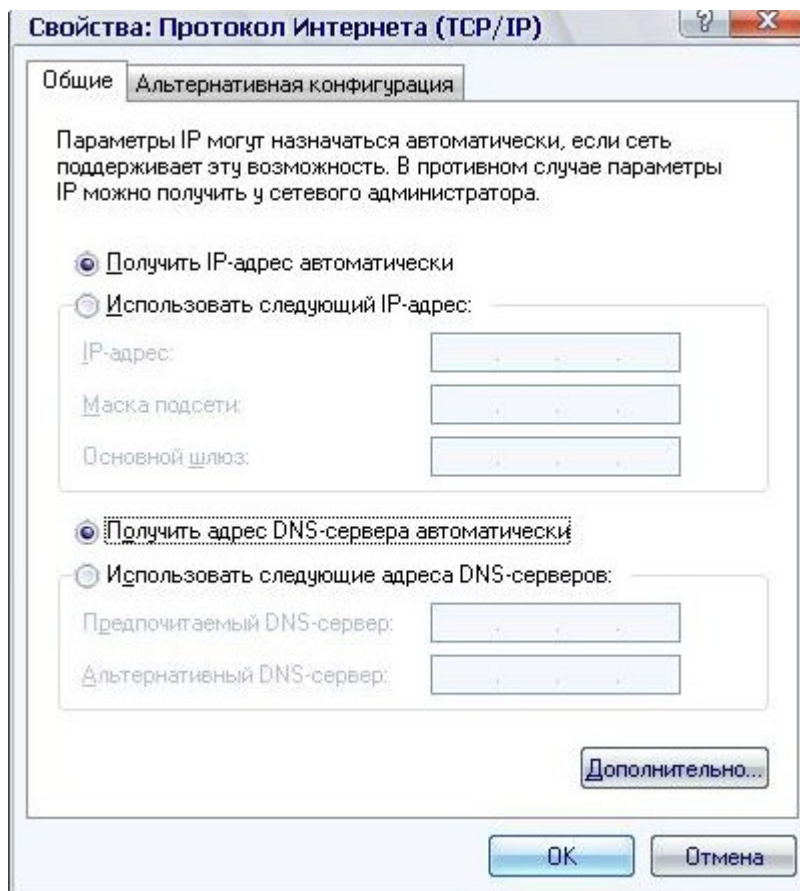 Свойства: Протокол Интернета (TCP/IP)
Общие
Альтернативная конфигурация
Параметры IP могут назначаться автоматически, если сеть
поддерживает эту возможность. В противном случае параметры
IP можно получить у сетевого администратора.
Получить IP-адрес автоматически
Использовать следующий IP-адрес:
IP-адрес:
Маска подсети:
Основной шлюз:
Получить адрес DNS-сервера автоматически
Использовать следующие адреса DNS-серверов:
Предпочитаемый DNS-сервер:
Альтернативный DNS-сервер:
Дополнительно...
OK
Отмена